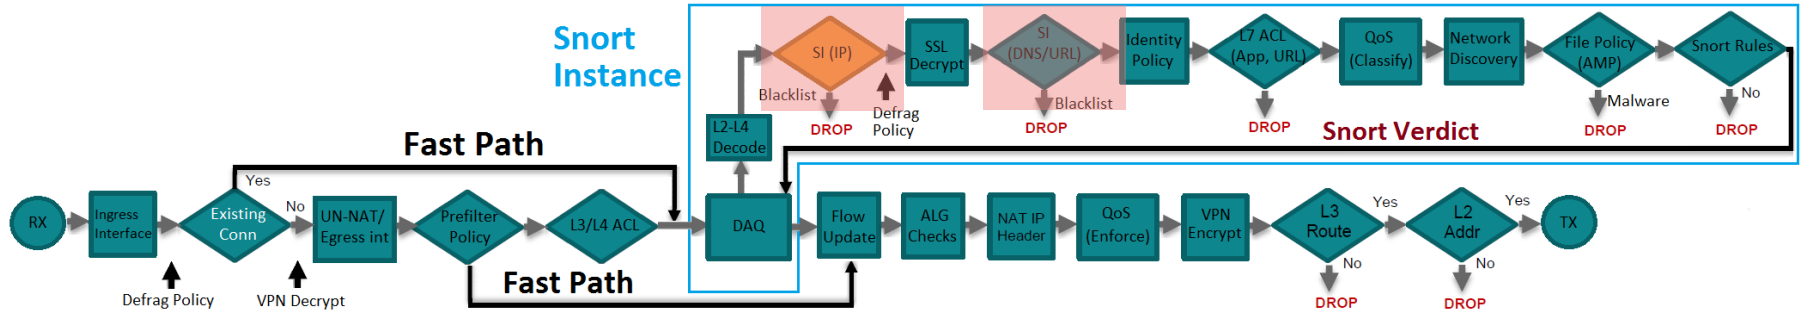 Snort
Instance
SI (IP)
Blacklist
DROP
Defrag
Policy
SSL
Decrypt
SI
(DNS/URL)
Blacklist
DROP
Identity
Policy
L7 ACL
(App, URL)
DROP
QoS
(Classify)
Network
Discovery
File Policy
(AMP)
Malware
DROP
Snort Rules
No
DROP
Snort Verdict
L2-L4
Decode
Fast Path
Yes
RX
Ingress
Interface
Defrag Policy
Existing
Conn
No
VPN Decrypt
UN-NAT/
Egress int
Prefilter
Policy
Fast Path
L3/L4 ACL
DAQ
Flow
Update
ALG
Checks
NAT IP
Header
QoS
(Enforce)
VPN
Encrypt
L3
Route
Yes
No
DROP
L2
Addr
Yes
No
DROP
TX